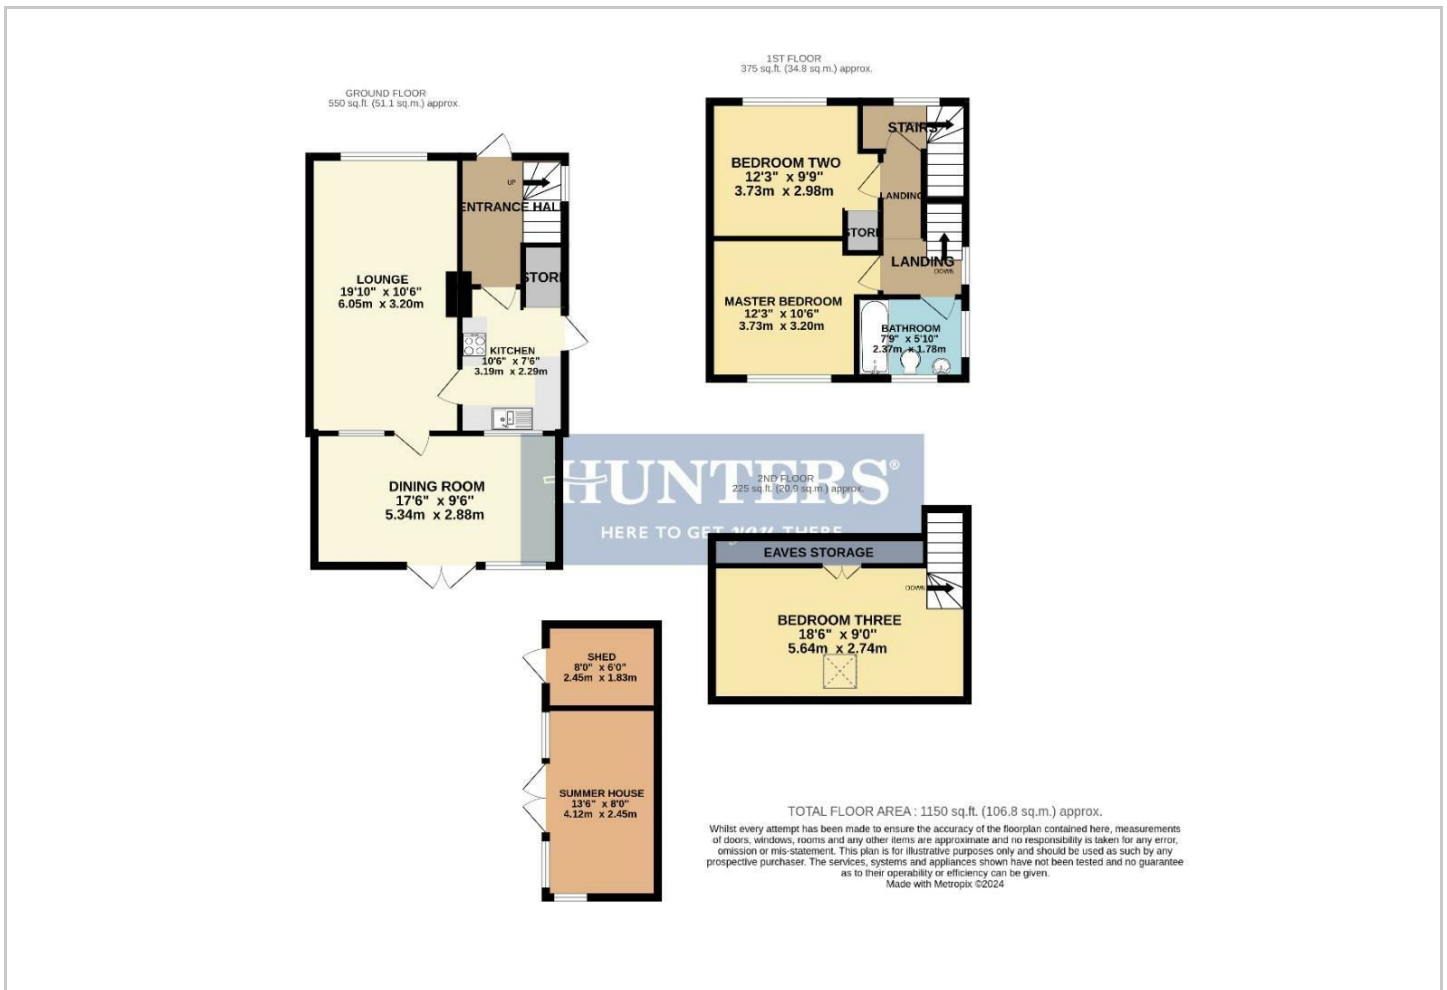 GROUND FLOOR
550 sq.ft. (51.1 sq.m.) approx.
1ST FLOOR
375 sq.ft. (34.8 sq.m.) approx.
UP
ENTRANCE HALL
STORE
LOUNGE
19'10" x 10'6"
6.05m x 3.20m
KITCHEN
10'6" x 7'6"
3.19m x 2.29m
DINING ROOM
17'6" x 9'6"
5.34m x 2.88m
STAIRS
BEDROOM TWO
12'3" x 9'9"
3.73m x 2.98m
LANDING
STORE
LANDING
DOWN
MASTER BEDROOM
12'3" x 10'6"
3.73m x 3.20m
BATHROOM
7'9" x 5'10"
2.37m x 1.78m
HUNTERS®
HERE TO GET you THERE
2ND FLOOR
225 sq.ft. (20.9 sq.m.) approx.
EAVES STORAGE
DOWN
BEDROOM THREE
18'6" x 9'0"
5.64m x 2.74m
SHED
8'0" x 6'0"
2.45m x 1.83m
SUMMER HOUSE
13'6" x 8'0"
4.12m x 2.45m
TOTAL FLOOR AREA : 1150 sq.ft. (106.8 sq.m.) approx.
Whilst every attempt has been made to ensure the accuracy of the floorplan contained here, measurements
of doors, windows, rooms and any other items are approximate and no responsibility is taken for any error,
omission or mis-statement. This plan is for illustrative purposes only and should be used as such by any
prospective purchaser. The services, systems and appliances shown have not been tested and no guarantee
as to their operability or efficiency can be given.
Made with Metropix ©2024